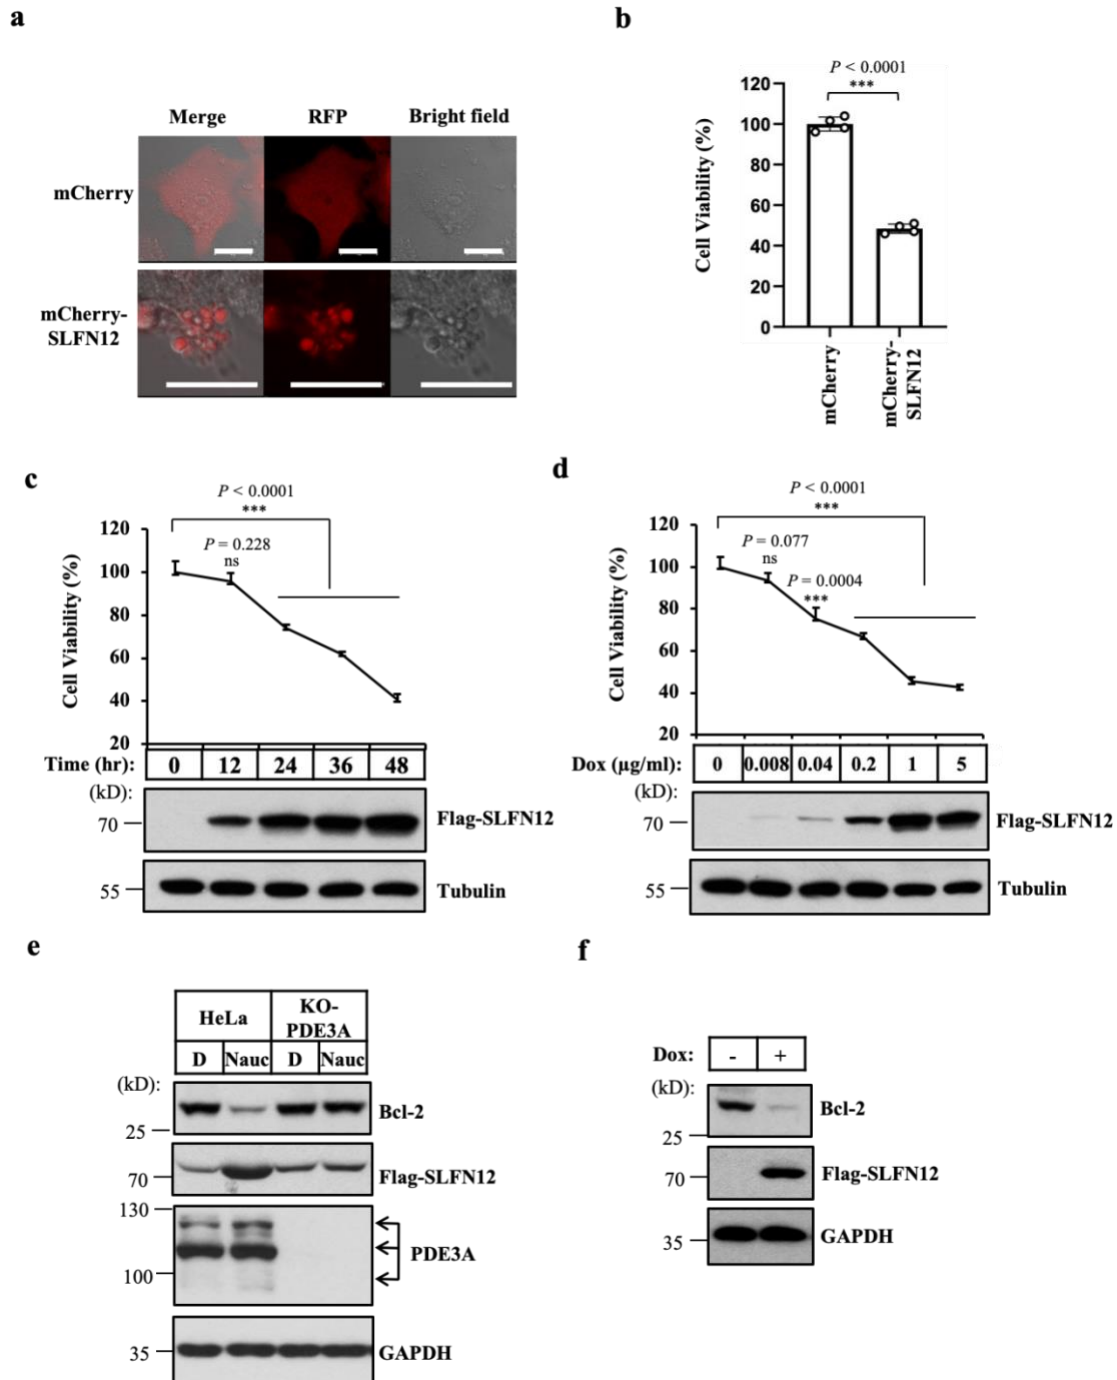 a
Merge RFP Bright field
mCherry
mCherry-
SLFN12
b
P < 0.0001
***
120
100
80
60
40
20
0
Cell Viability (%)
mCherry
mCherry-
SLFN12
c
P < 0.0001
***
P = 0.228
ns
120
100
80
60
40
20
Cell Viability (%)
Time (hr): 0 12 24 36 48
(kD):
70 Flag-SLFN12
55 Tubulin
d
P < 0.0001
***
P = 0.077
ns
P = 0.0004
***
120
100
80
60
40
20
Cell Viability (%)
Dox (µg/ml): 0 0.008 0.04 0.2 1 5
(kD):
70 Flag-SLFN12
55 Tubulin
e
HeLa KO-
PDE3A
D Nauc D Nauc
(kD):
Bcl-2
25
Flag-SLFN12
70
130
PDE3A
100
35 GAPDH
f
Dox: - +
(kD):
Bcl-2
25
70 Flag-SLFN12
35 GAPDH